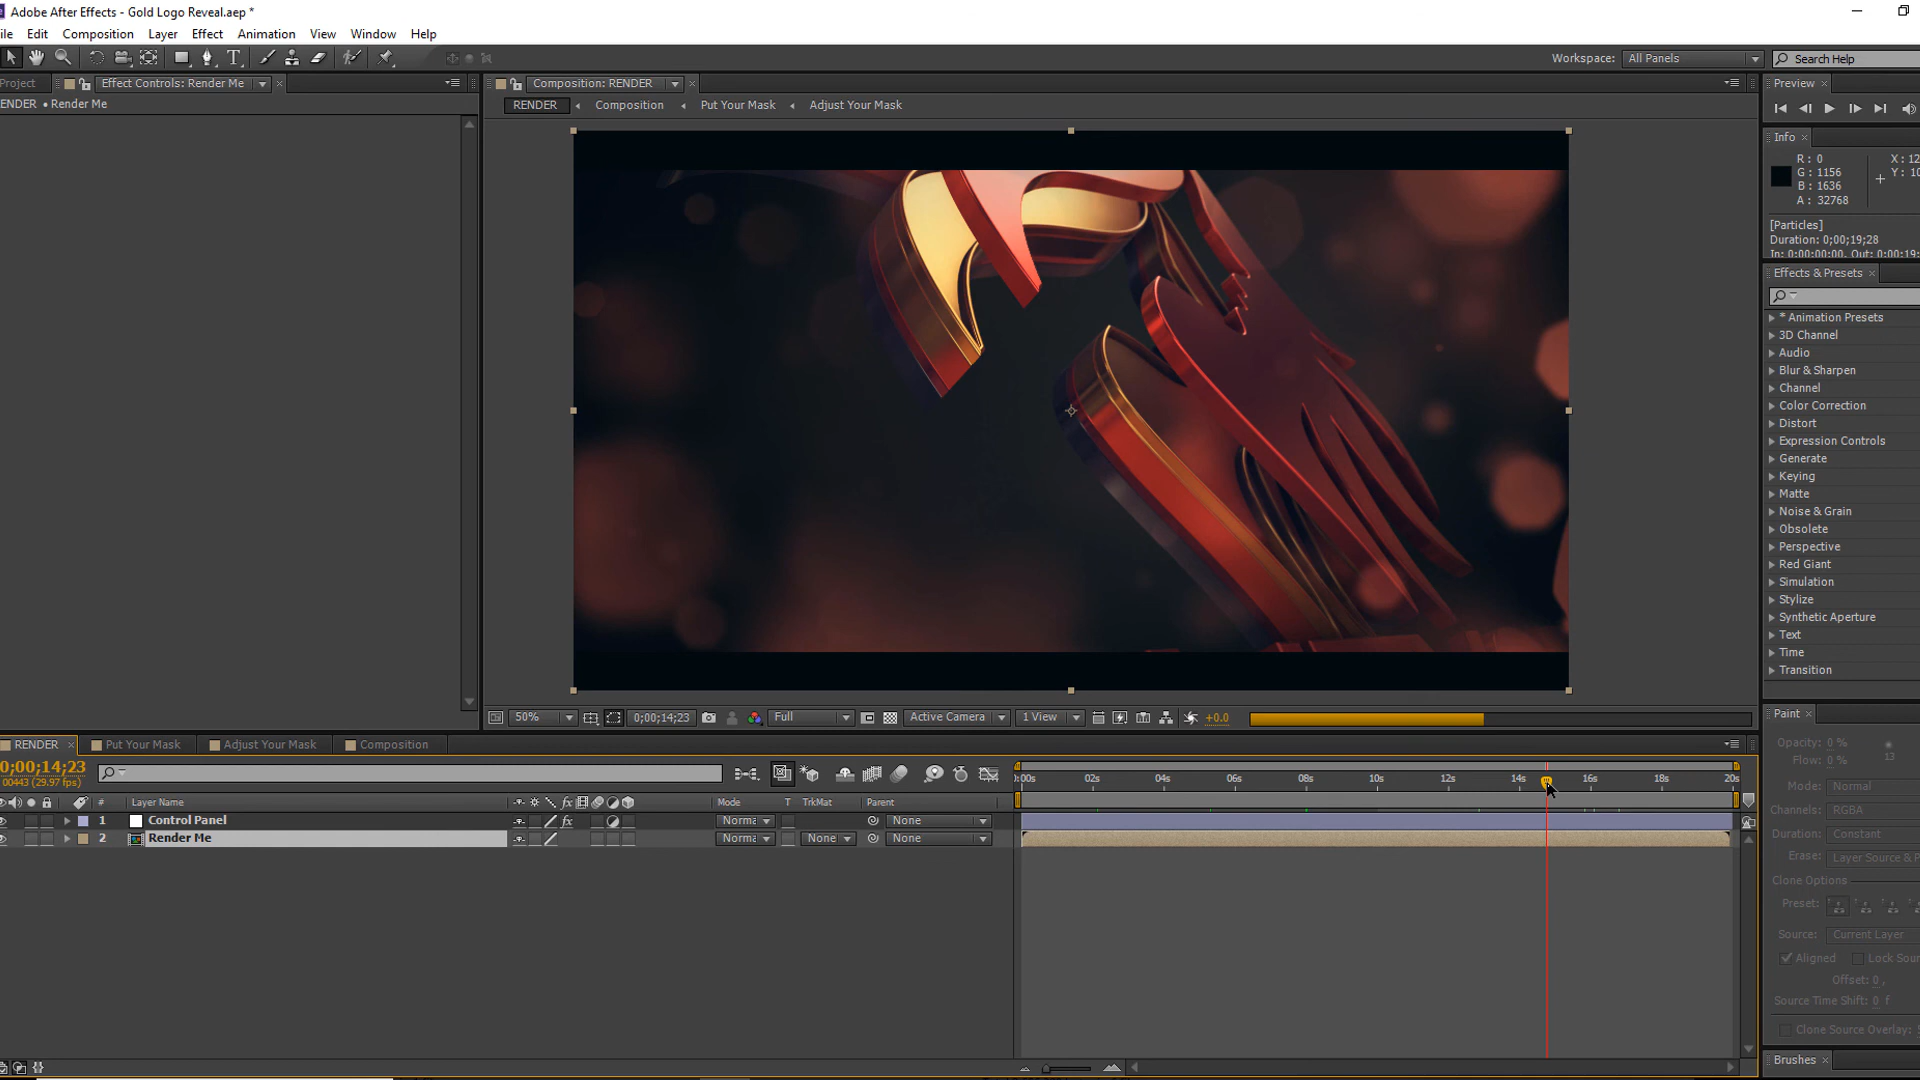 Adobe After Effects - Gold Logo Reveal.aep *
ile Edit Composition Layer Effect Animation View Window Help
Workspace: All Panels Search Help
Project Effect Controls: Render Me Composition: RENDER Preview
ENDER • Render Me
RENDER Composition Put Your Mask Adjust Your Mask
Info
R: 0
G: 1156
B: 1636
A: 32768
X: 12
Y: 10
[Particles]
Duration: 0;00;19;28
In: 0:00:00:00, Out: 0:00:19:
Effects & Presets
* Animation Presets
3D Channel
Audio
Blur & Sharpen
Channel
Color Correction
Distort
Expression Controls
Generate
Keying
Matte
Noise & Grain
Obsolete
Perspective
Red Giant
Simulation
Stylize
Synthetic Aperture
Text
Time
Transition
50% 0;00;14;23 Full Active Camera 1 View +0.0
RENDER Put Your Mask Adjust Your Mask Composition
0;00;14;23
00443 (29.97 fps)
# Layer Name Mode T TrkMat Parent
1 Control Panel Norma None
2 Render Me Norma None None
0:00s 02s 04s 06s 08s 10s 12s 14s 16s 18s 20s
Paint
Opacity: 0 %
Flow: 0 %
13
Mode: Normal
Channels: RGBA
Duration: Constant
Erase: Layer Source & P
Clone Options
Preset:
Source: Current Layer
Aligned Lock Sour
Offset: 0 ,
Source Time Shift: 0 f
Clone Source Overlay: 5
Brushes